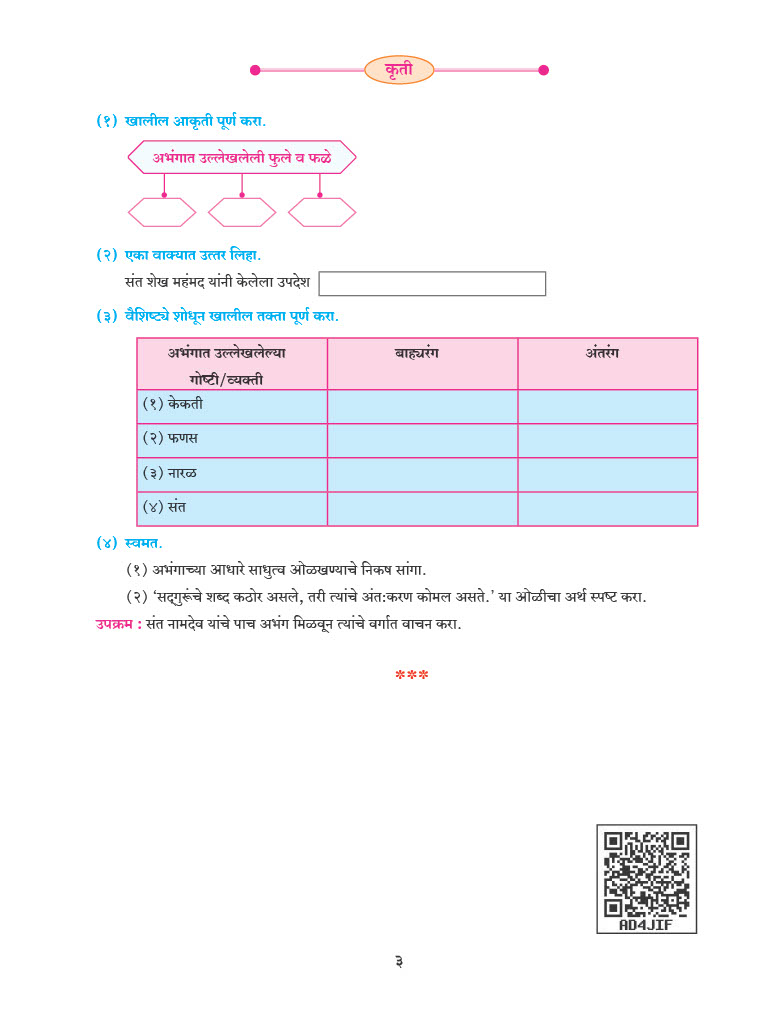 कृती
(१) खालील आकृती पूर्ण करा.
अभंगात उल्लेखलेली फुले व फळे
(२) एका वाक्यात उत्तर लिहा.
संत शेख महंमद यांनी केलेला उपदेश
(३) वैशिष्ट्ये शोधून खालील तक्ता पूर्ण करा.
अभंगात उल्लेखलेल्या
गोष्टी/व्यक्ती
बाह्यरंग
अंतरंग
(१) केकती
(२) फणस
(३) नारळ
(४) संत
(४) स्वमत.
(१) अभंगाच्या आधारे साधुत्व ओळखण्याचे निकष सांगा.
(२) ‘सद्गुरूंचे शब्द कठोर असले, तरी त्यांचे अंत:करण कोमल असते.’ या ओळीचा अर्थ स्पष्ट करा.
उपक्रम : संत नामदेव यांचे पाच अभंग मिळवून त्यांचे वर्गात वाचन करा.
***
AD4JIF
३